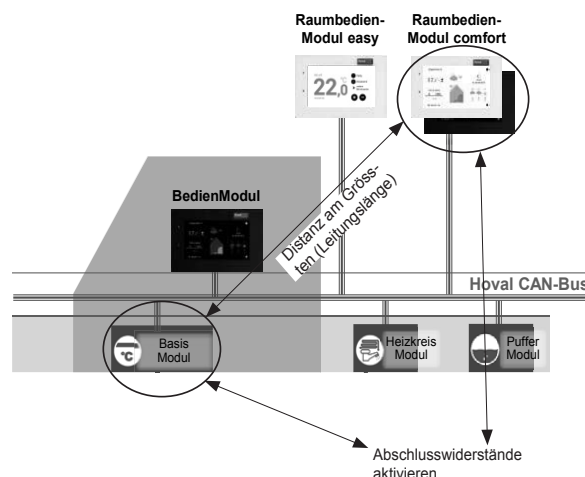 Raumbedien-
Modul easy
Raumbedien-
Modul comfort
22,0
°C
BedienModul
Distanz am Gröss-
ten (Leitungslänge)
Hoval CAN-Bus
°C
Basis
Modul
Heizkreis
Modul
Puffer
Modul
Abschlusswiderstände
aktivieren